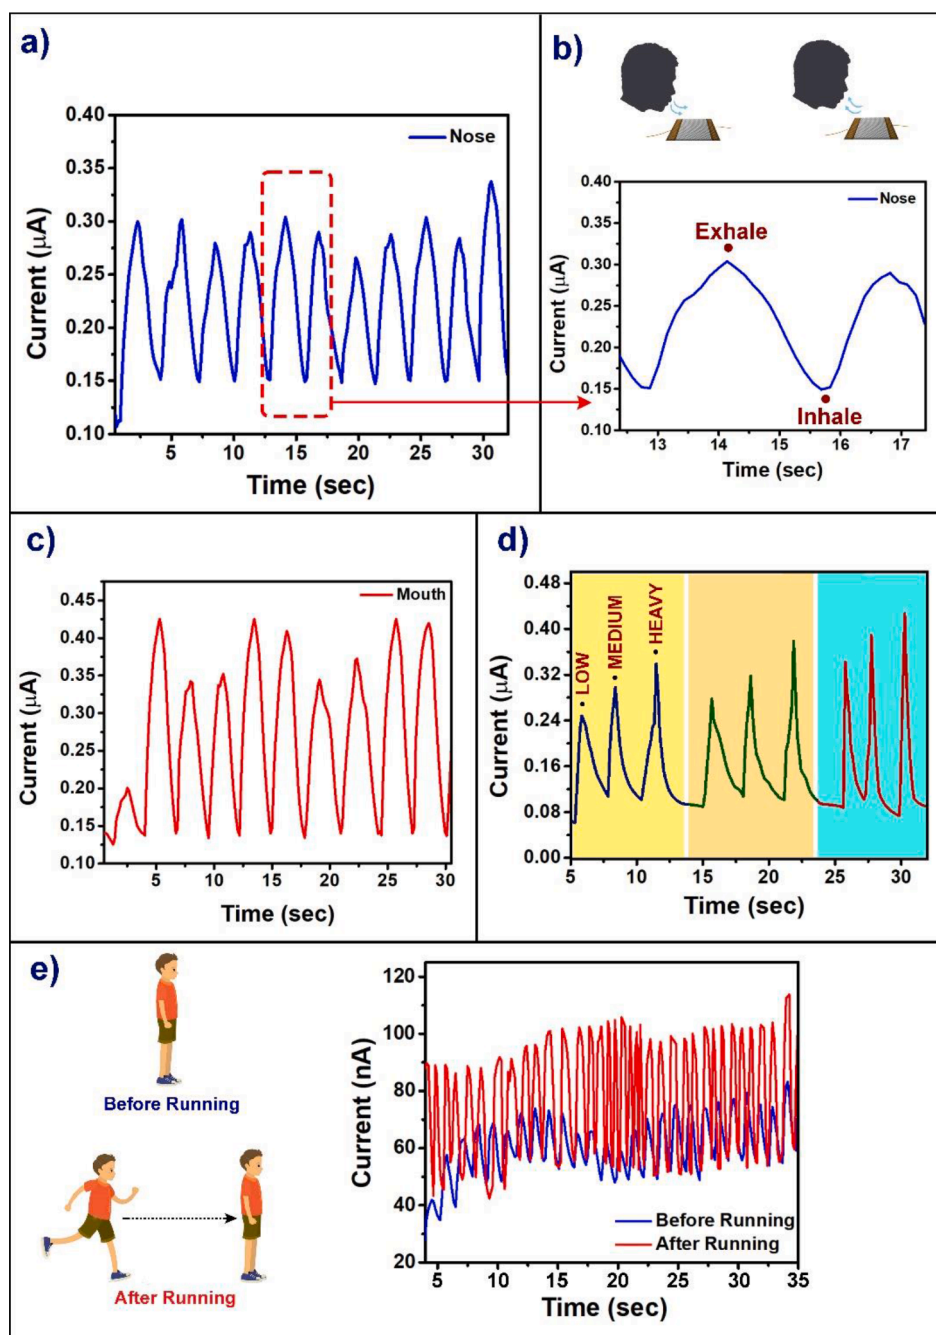 a)
0.40
0.35
0.30
0.25
0.20
0.15
0.10
Current (μA)
Nose
5 10 15 20 25 30
Time (sec)
b)
0.40
0.35
0.30
0.25
0.20
0.15
0.10
Current (μA)
Nose
Exhale
Inhale
13 14 15 16 17
Time (sec)
c)
0.45
0.40
0.35
0.30
0.25
0.20
0.15
0.10
Current (μA)
Mouth
5 10 15 20 25 30
Time (sec)
d)
0.48
0.40
0.32
0.24
0.16
0.08
0.00
Current (μA)
LOW
MEDIUM
HEAVY
5 10 15 20 25 30
Time (sec)
e)
Before Running
After Running
120
100
80
60
40
20
Current (nA)
Before Running
After Running
5 10 15 20 25 30 35
Time (sec)